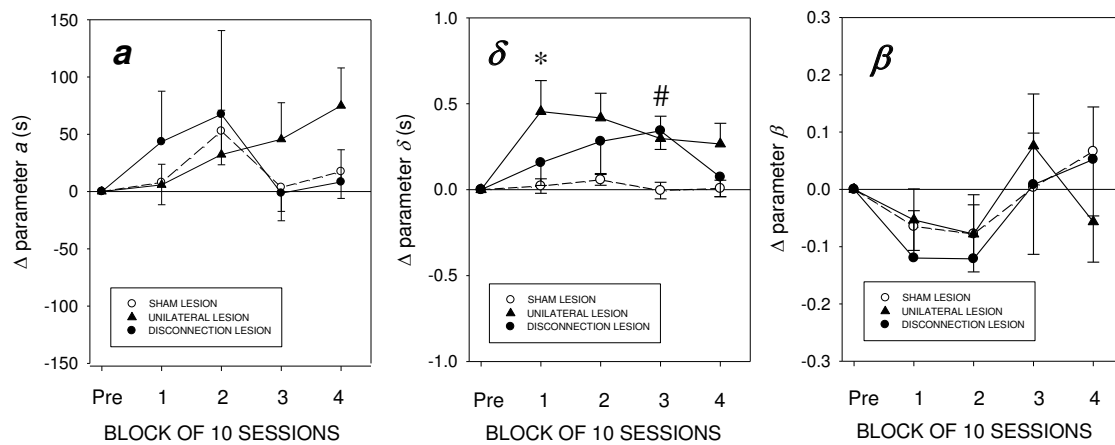 a
Δ parameter a (s)
150
100
50
0
-50
-100
-150
SHAM LESION
UNILATERAL LESION
DISCONNECTION LESION
Pre 1 2 3 4
BLOCK OF 10 SESSIONS
δ
*
#
Δ parameter δ (s)
1.0
0.5
0.0
-0.5
-1.0
SHAM LESION
UNILATERAL LESION
DISCONNECTION LESION
Pre 1 2 3 4
BLOCK OF 10 SESSIONS
β
Δ parameter β
0.3
0.2
0.1
0.0
-0.1
-0.2
-0.3
SHAM LESION
UNILATERAL LESION
DISCONNECTION LESION
Pre 1 2 3 4
BLOCK OF 10 SESSIONS